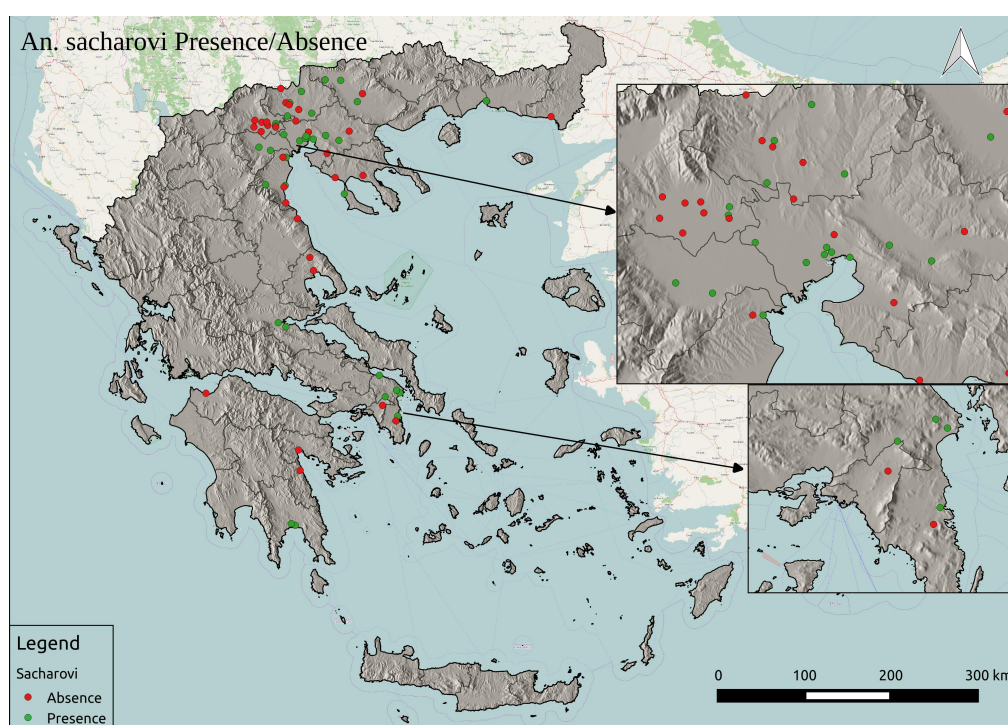 An. sacharovi Presence/Absence
Legend
Sacharovi
Absence
Presence
0 100 200 300 km